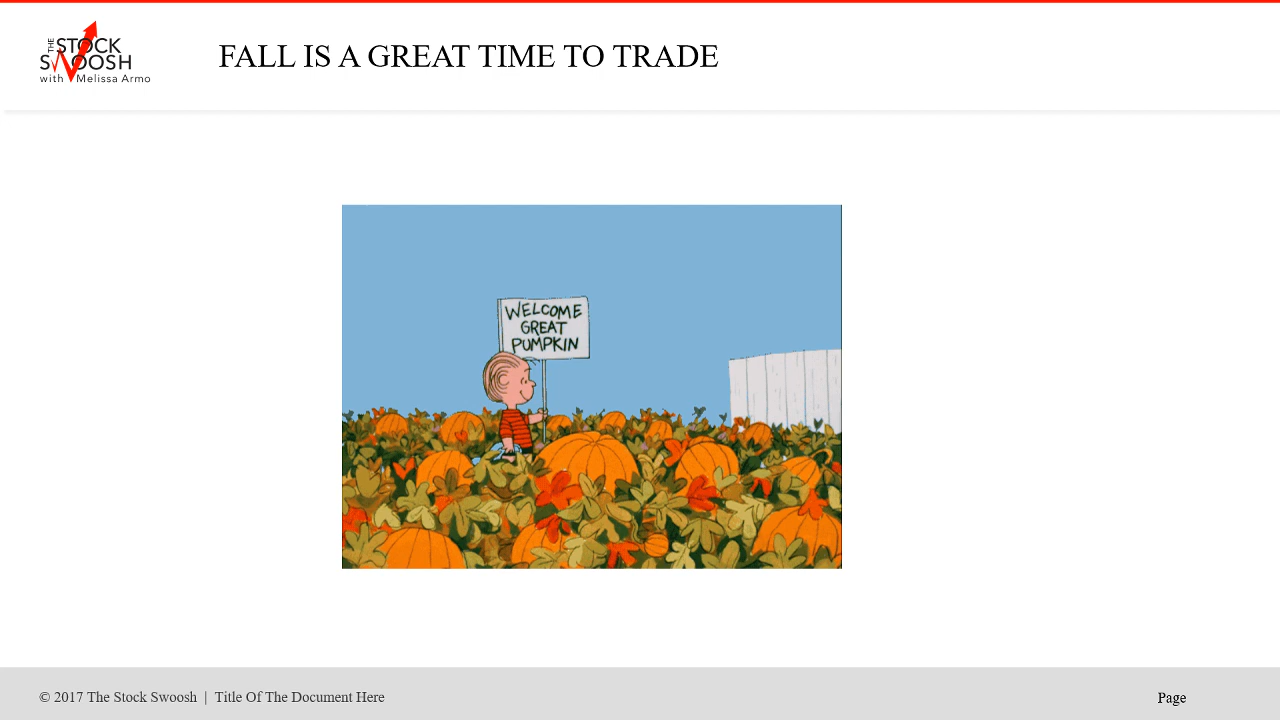 THE STOCK
SWOOSH
with Melissa Armo
FALL IS A GREAT TIME TO TRADE
WELCOME
GREAT
PUMPKIN
© 2017 The Stock Swoosh | Title Of The Document Here
Page